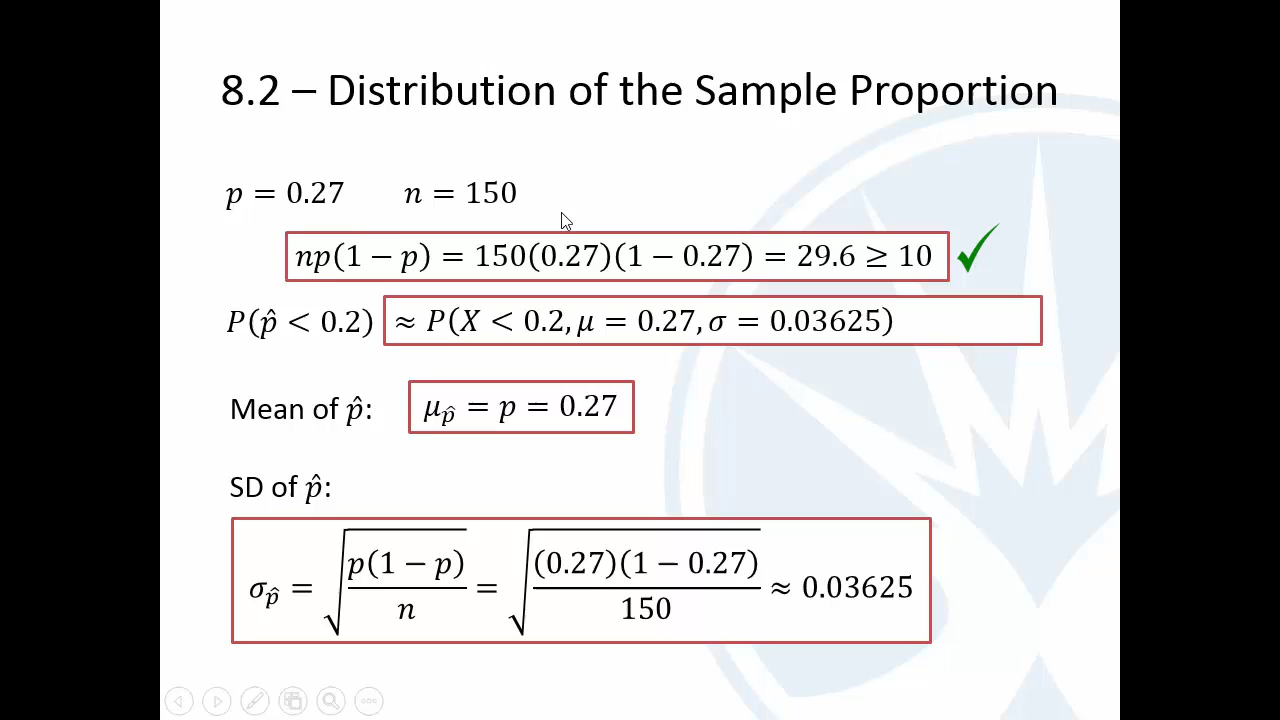 8.2 – Distribution of the Sample Proportion
p = 0.27 n = 150
np(1 − p) = 150(0.27)(1 − 0.27) = 29.6 ≥ 10
P(p̂ < 0.2) ≈ P(X < 0.2, μ = 0.27, σ = 0.03625)
Mean of p̂: μ_p̂ = p = 0.27
SD of p̂:
σ_p̂ = √(p(1 − p)/n) = √((0.27)(1 − 0.27)/150) ≈ 0.03625